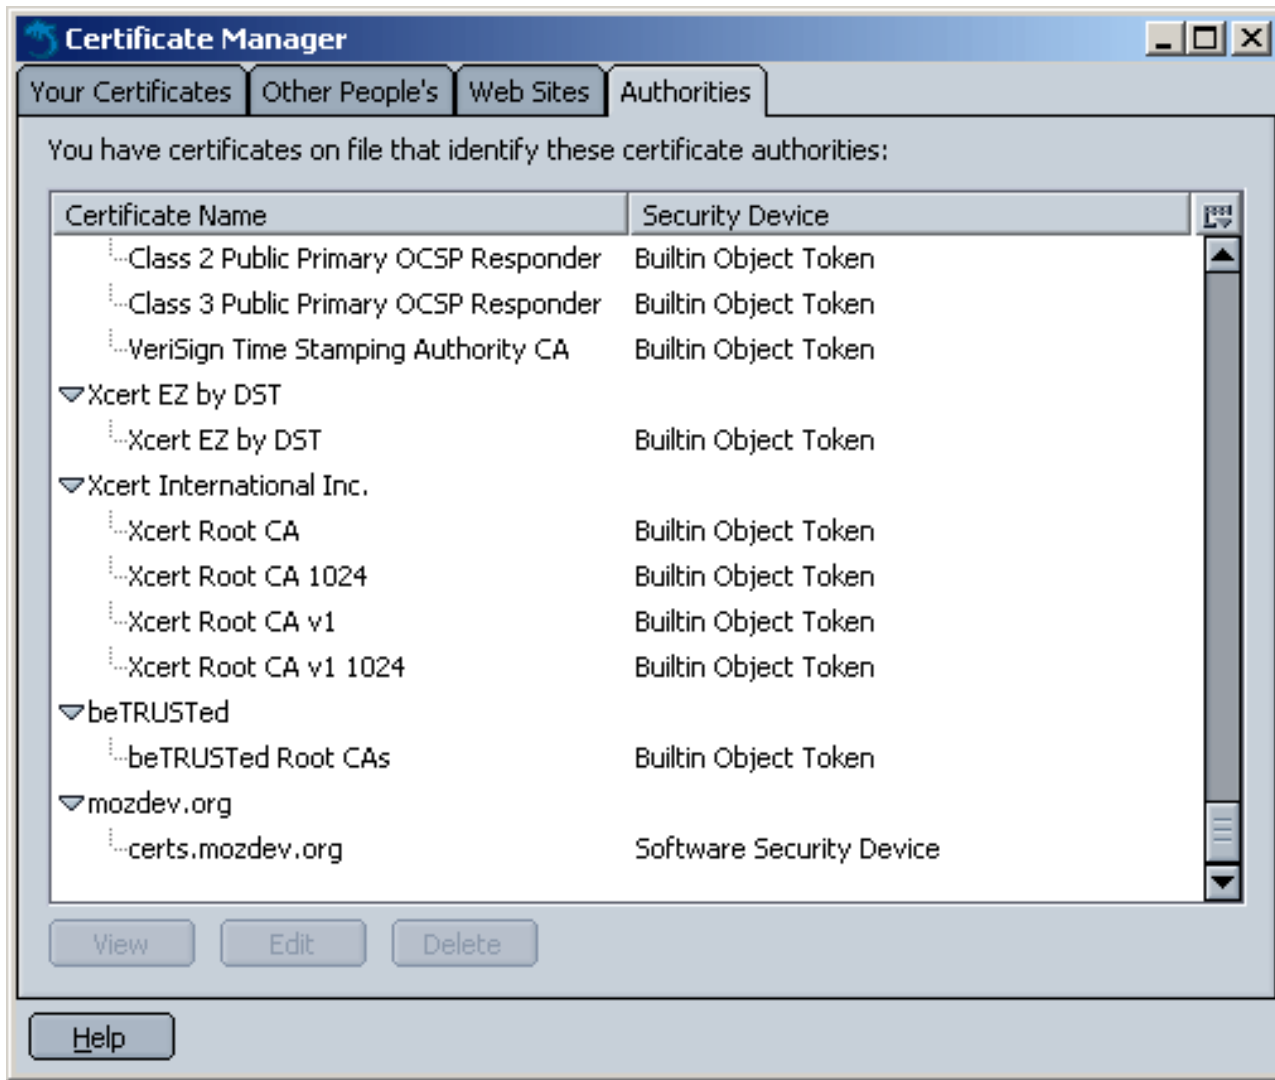 Certificate Manager
Your Certificates Other People's Web Sites Authorities
You have certificates on file that identify these certificate authorities:
Certificate Name Security Device
Class 2 Public Primary OCSP Responder Builtin Object Token
Class 3 Public Primary OCSP Responder Builtin Object Token
VeriSign Time Stamping Authority CA Builtin Object Token
Xcert EZ by DST
Xcert EZ by DST Builtin Object Token
Xcert International Inc.
Xcert Root CA Builtin Object Token
Xcert Root CA 1024 Builtin Object Token
Xcert Root CA v1 Builtin Object Token
Xcert Root CA v1 1024 Builtin Object Token
beTRUSTed
beTRUSTed Root CAs Builtin Object Token
mozdev.org
certs.mozdev.org Software Security Device
View Edit Delete
Help